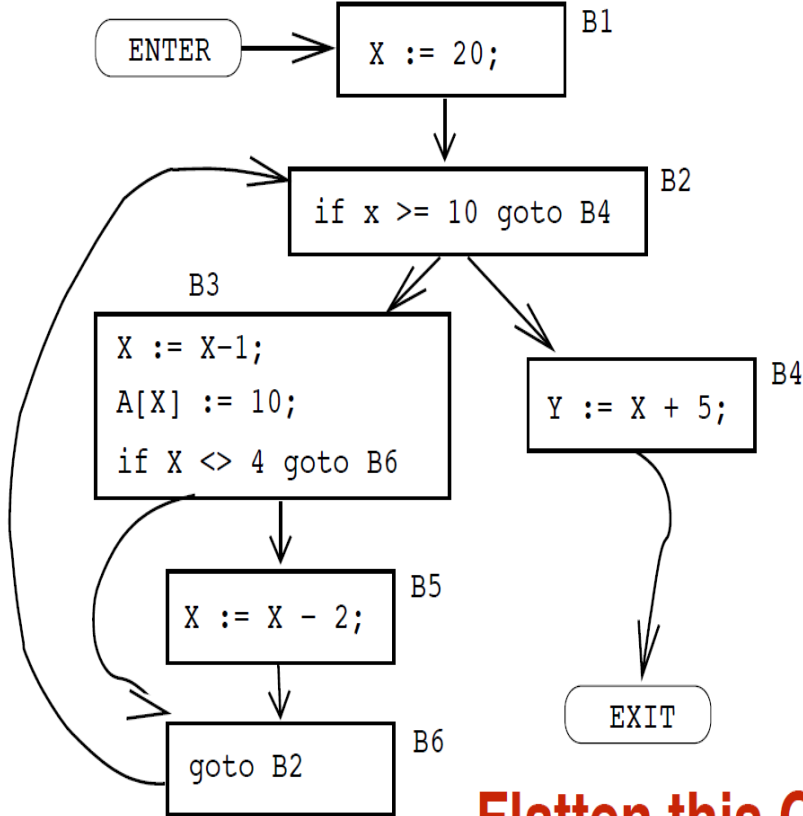 ENTER
X := 20;
B1
if x >= 10 goto B4
B2
B3
X := X-1;
A[X] := 10;
if X <> 4 goto B6
Y := X + 5;
B4
X := X - 2;
B5
EXIT
goto B2
B6
this